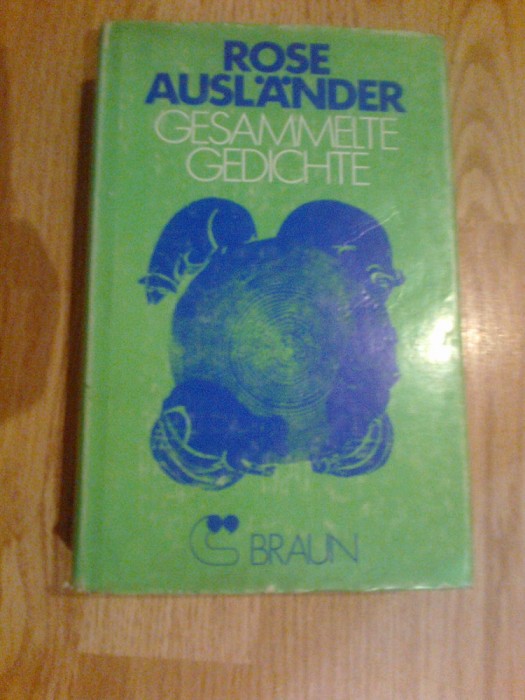 ROSE
AUSLÄNDER
GESAMMELTE
GEDICHTE
BRAUN